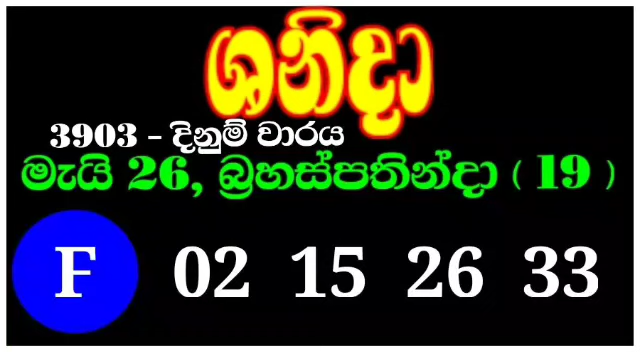 ශනිදා
3903 - දිනුම් වාරය
මැයි 26, බ්‍රහස්පතින්දා ( 19 )
F 02 15 26 33